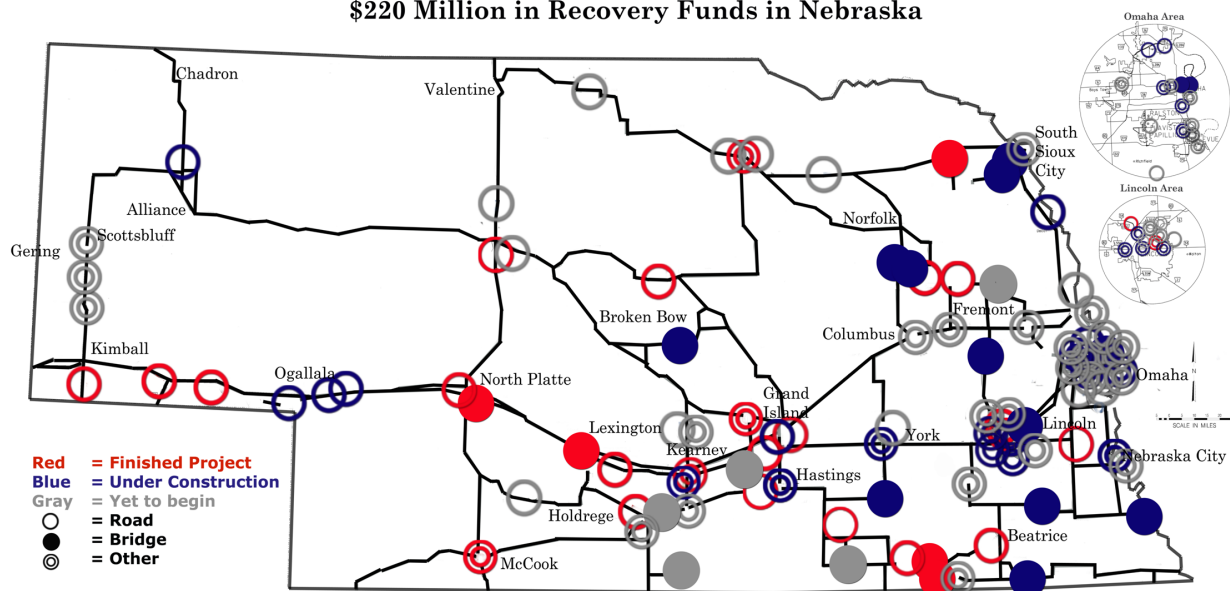 $220 Million in Recovery Funds in Nebraska
Omaha Area
Chadron
Valentine
South
Sioux
City
RALSTON
Lincoln Area
Alliance
Norfolk
Scottsbluff
Gering
Fremont
Broken Bow
Columbus
Kimball
Ogallala
North Platte
Omaha
Grand
Island
SCALE IN MILES
Lexington
York
Lincoln
Kearney
Nebraska City
Hastings
Red = Finished Project
Blue = Under Construction
Gray = Yet to begin
= Road
= Bridge
= Other
Holdrege
Beatrice
McCook